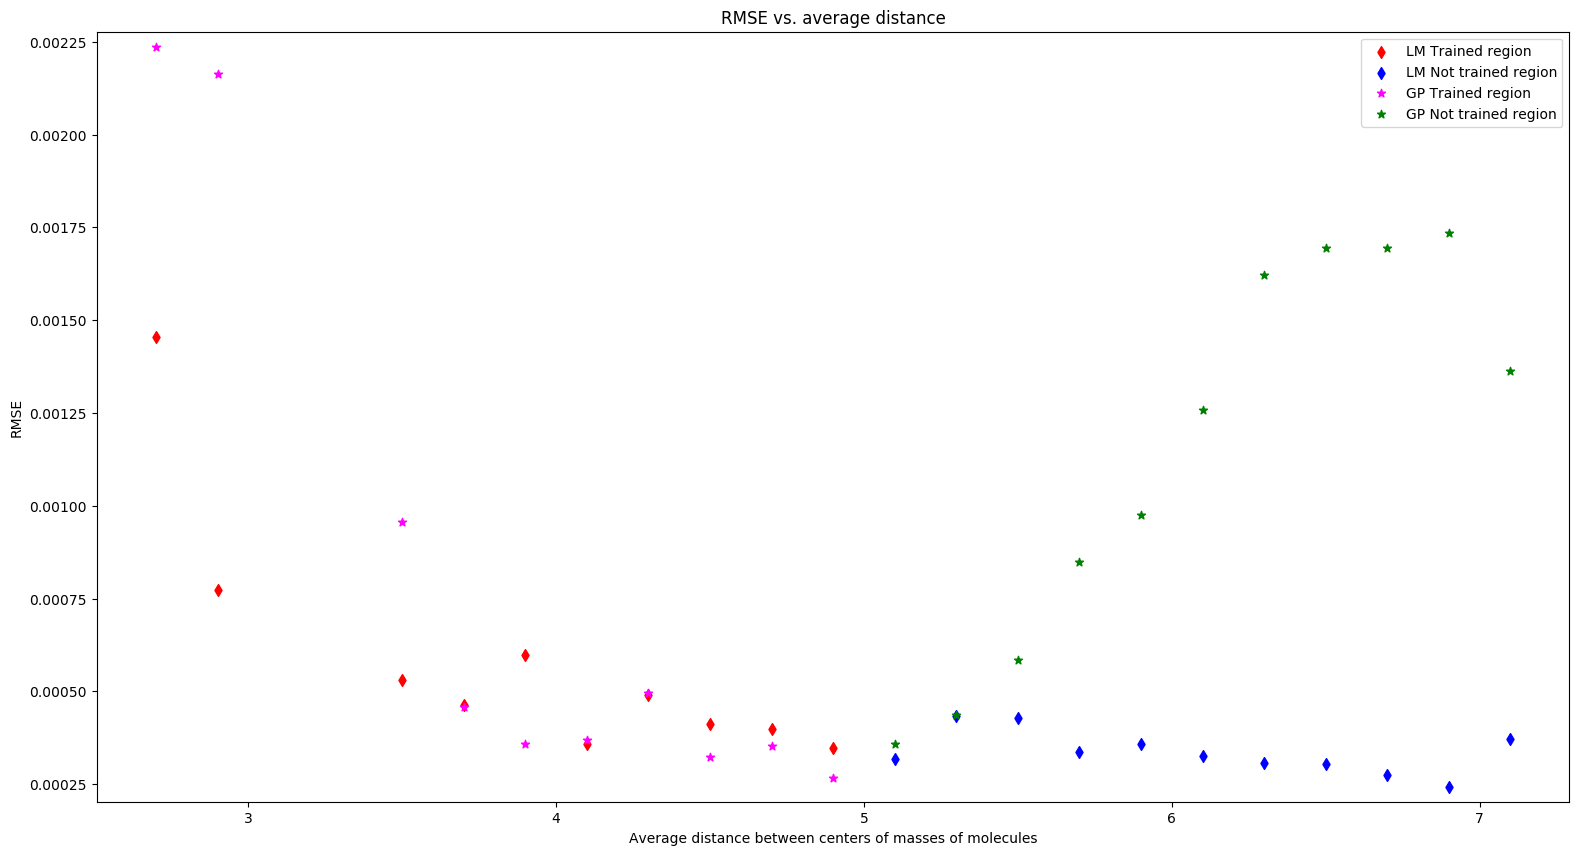 RMSE vs. average distance
LM Trained region
LM Not trained region
GP Trained region
GP Not trained region
0.00225
0.00200
0.00175
0.00150
0.00125
0.00100
0.00075
0.00050
0.00025
RMSE
3 4 5 6 7
Average distance between centers of masses of molecules